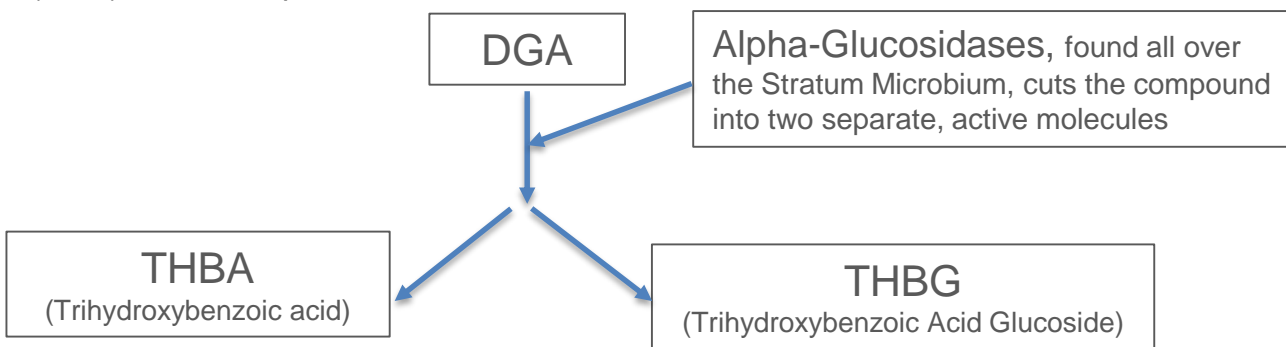 DGA
Alpha-Glucosidases, found all over
the Stratum Microbium, cuts the compound
into two separate, active molecules
THBA
(Trihydroxybenzoic acid)
THBG
(Trihydroxybenzoic Acid Glucoside)